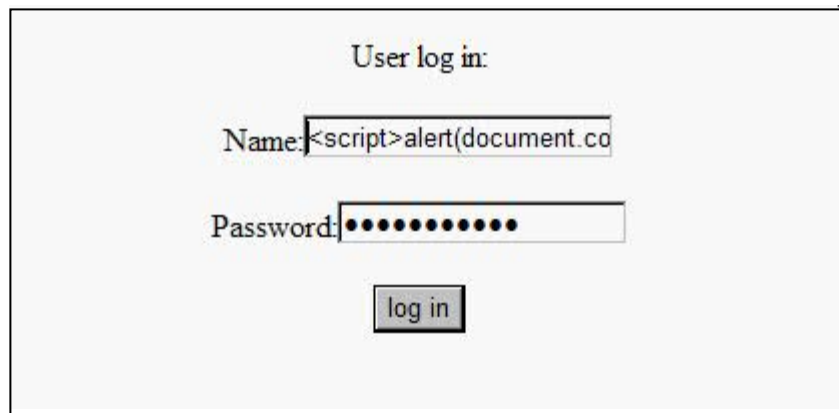 User log in:
Name: <script>alert(document.co
Password: •••••••••••
log in